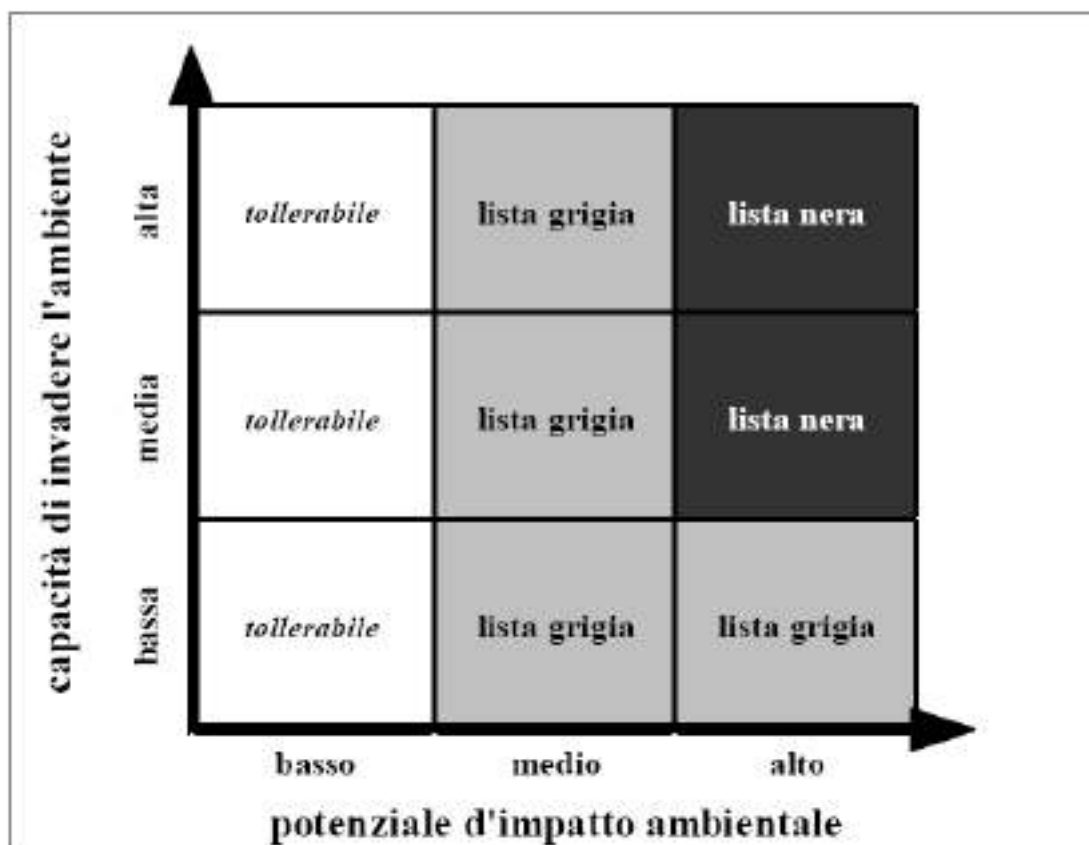 capacità di invadere l'ambiente
alta
tollerabile
lista grigia
lista nera
media
tollerabile
lista grigia
lista nera
bassa
tollerabile
lista grigia
lista grigia
basso
medio
alto
potenziale d'impatto ambientale